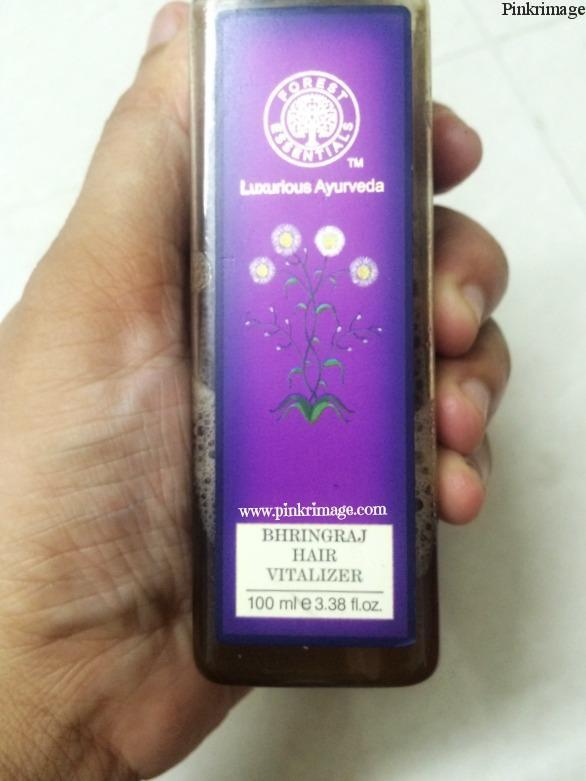 Pinkrimage
FOREST
ESSENTIALS
TM
Luxurious Ayurveda
www.pinkrimage.com
BHRINGRAJ
HAIR
VITALIZER
100 ml ℮ 3.38 fl.oz.